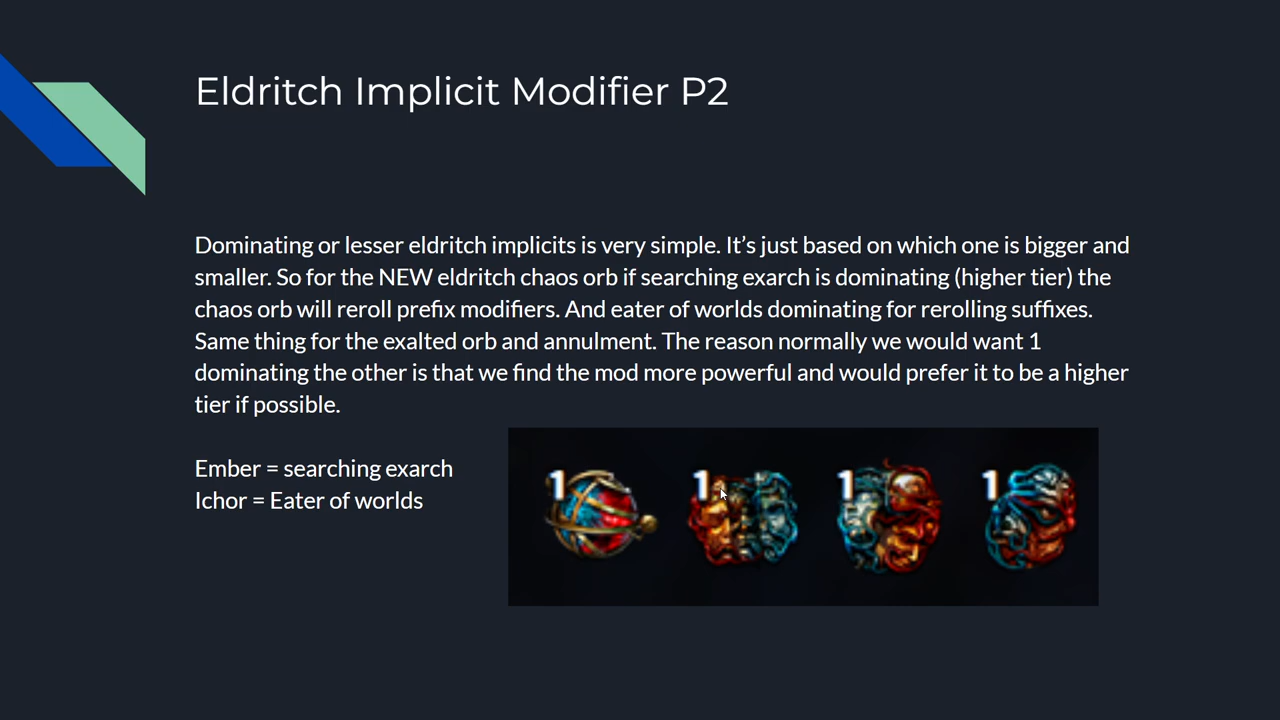 Eldritch Implicit Modifier P2
Dominating or lesser eldritch implicits is very simple. It’s just based on which one is bigger and
smaller. So for the NEW eldritch chaos orb if searching exarch is dominating (higher tier) the
chaos orb will reroll prefix modifiers. And eater of worlds dominating for rerolling suffixes.
Same thing for the exalted orb and annulment. The reason normally we would want 1
dominating the other is that we find the mod more powerful and would prefer it to be a higher
tier if possible.
Ember = searching exarch
Ichor = Eater of worlds
1 1 1 1